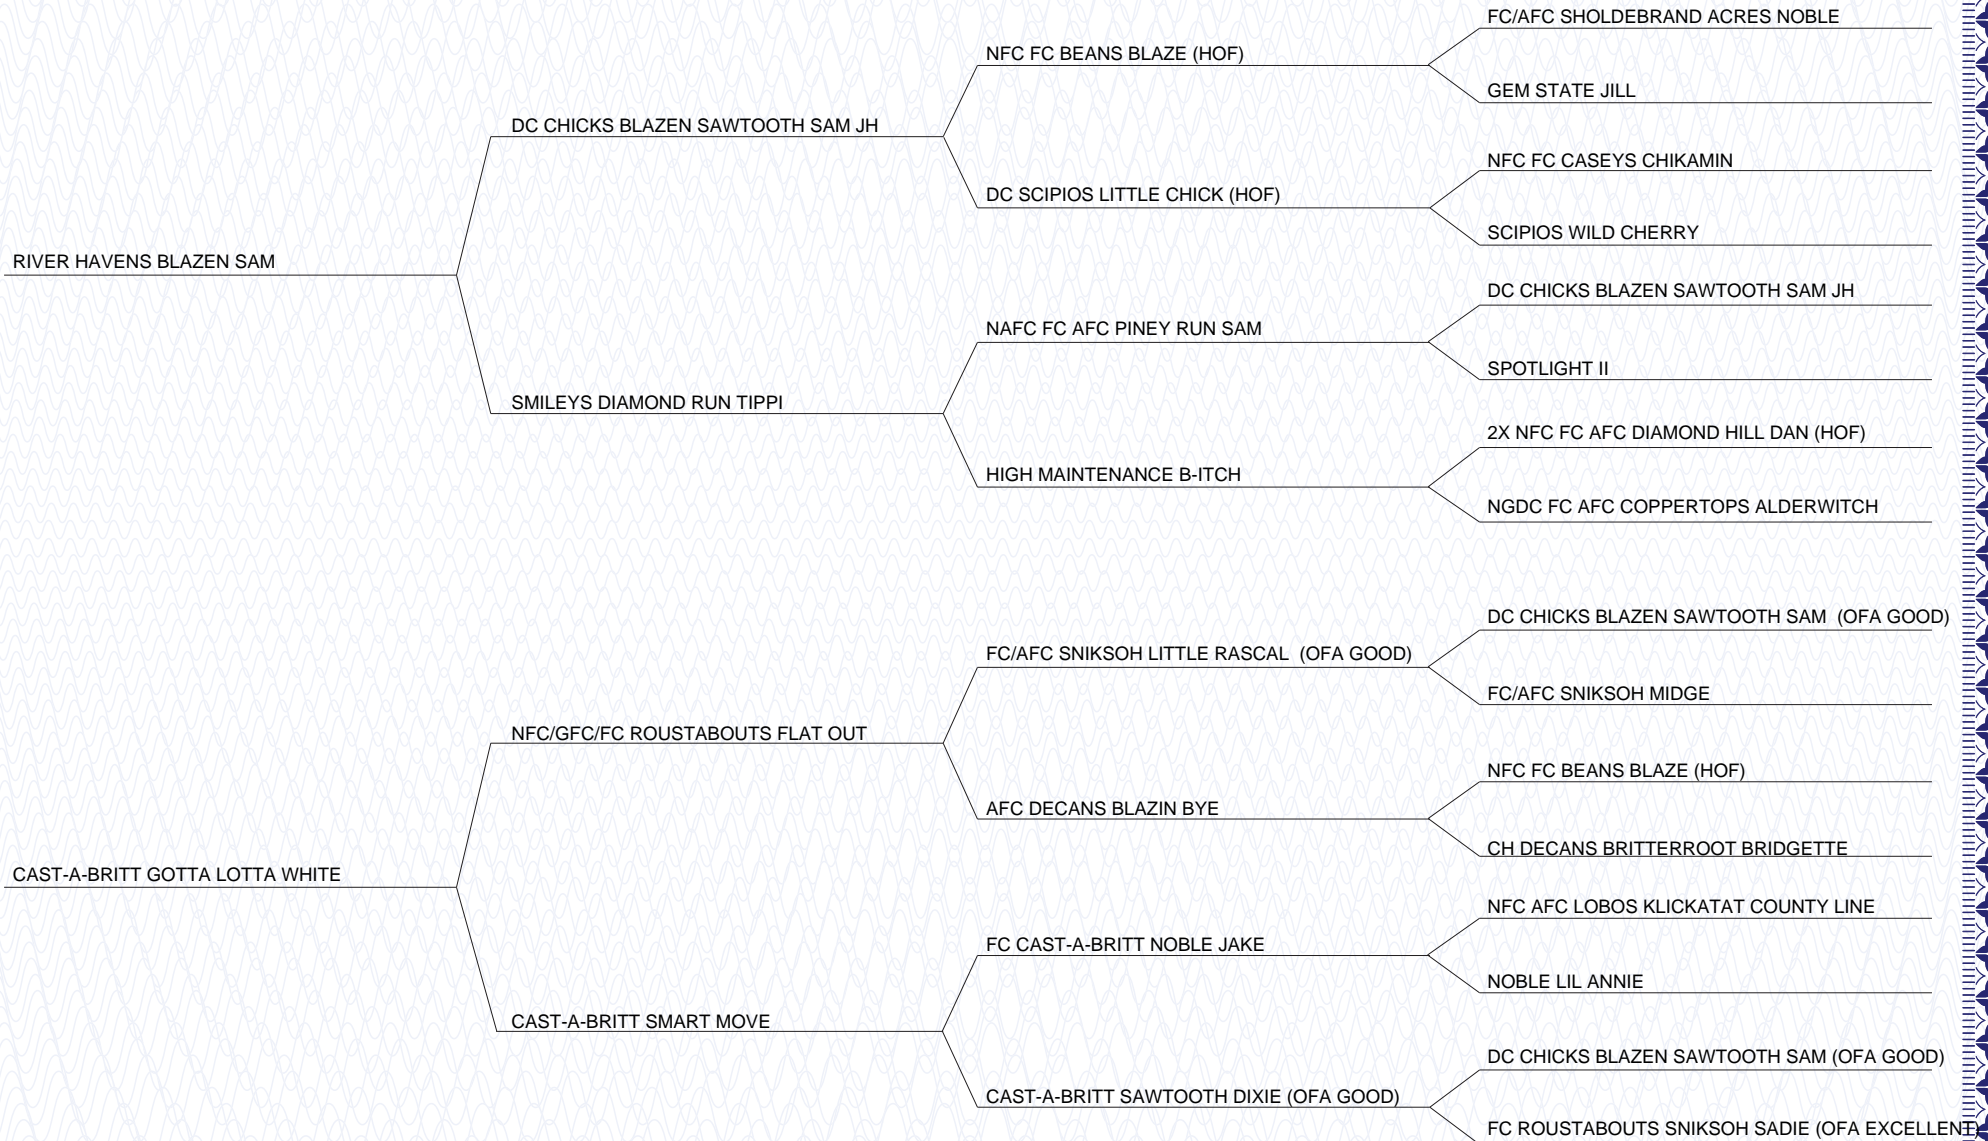 FC/AFC SHOLDEBRAND ACRES NOBLE
NFC FC BEANS BLAZE (HOF)
GEM STATE JILL
DC CHICKS BLAZEN SAWTOOTH SAM JH
NFC FC CASEYS CHIKAMIN
DC SCIPIOS LITTLE CHICK (HOF)
SCIPIOS WILD CHERRY
RIVER HAVENS BLAZEN SAM
DC CHICKS BLAZEN SAWTOOTH SAM JH
NAFC FC AFC PINEY RUN SAM
SPOTLIGHT II
SMILEYS DIAMOND RUN TIPPI
2X NFC FC AFC DIAMOND HILL DAN (HOF)
HIGH MAINTENANCE B-ITCH
NGDC FC AFC COPPERTOPS ALDERWITCH
DC CHICKS BLAZEN SAWTOOTH SAM (OFA GOOD)
FC/AFC SNIKSOH LITTLE RASCAL (OFA GOOD)
FC/AFC SNIKSOH MIDGE
NFC/GFC/FC ROUSTABOUTS FLAT OUT
NFC FC BEANS BLAZE (HOF)
AFC DECANS BLAZIN BYE
CH DECANS BRITTERROOT BRIDGETTE
CAST-A-BRITT GOTTA LOTTA WHITE
NFC AFC LOBOS KLICKATAT COUNTY LINE
FC CAST-A-BRITT NOBLE JAKE
NOBLE LIL ANNIE
CAST-A-BRITT SMART MOVE
DC CHICKS BLAZEN SAWTOOTH SAM (OFA GOOD)
CAST-A-BRITT SAWTOOTH DIXIE (OFA GOOD)
FC ROUSTABOUTS SNIKSOH SADIE (OFA EXCELLENT)